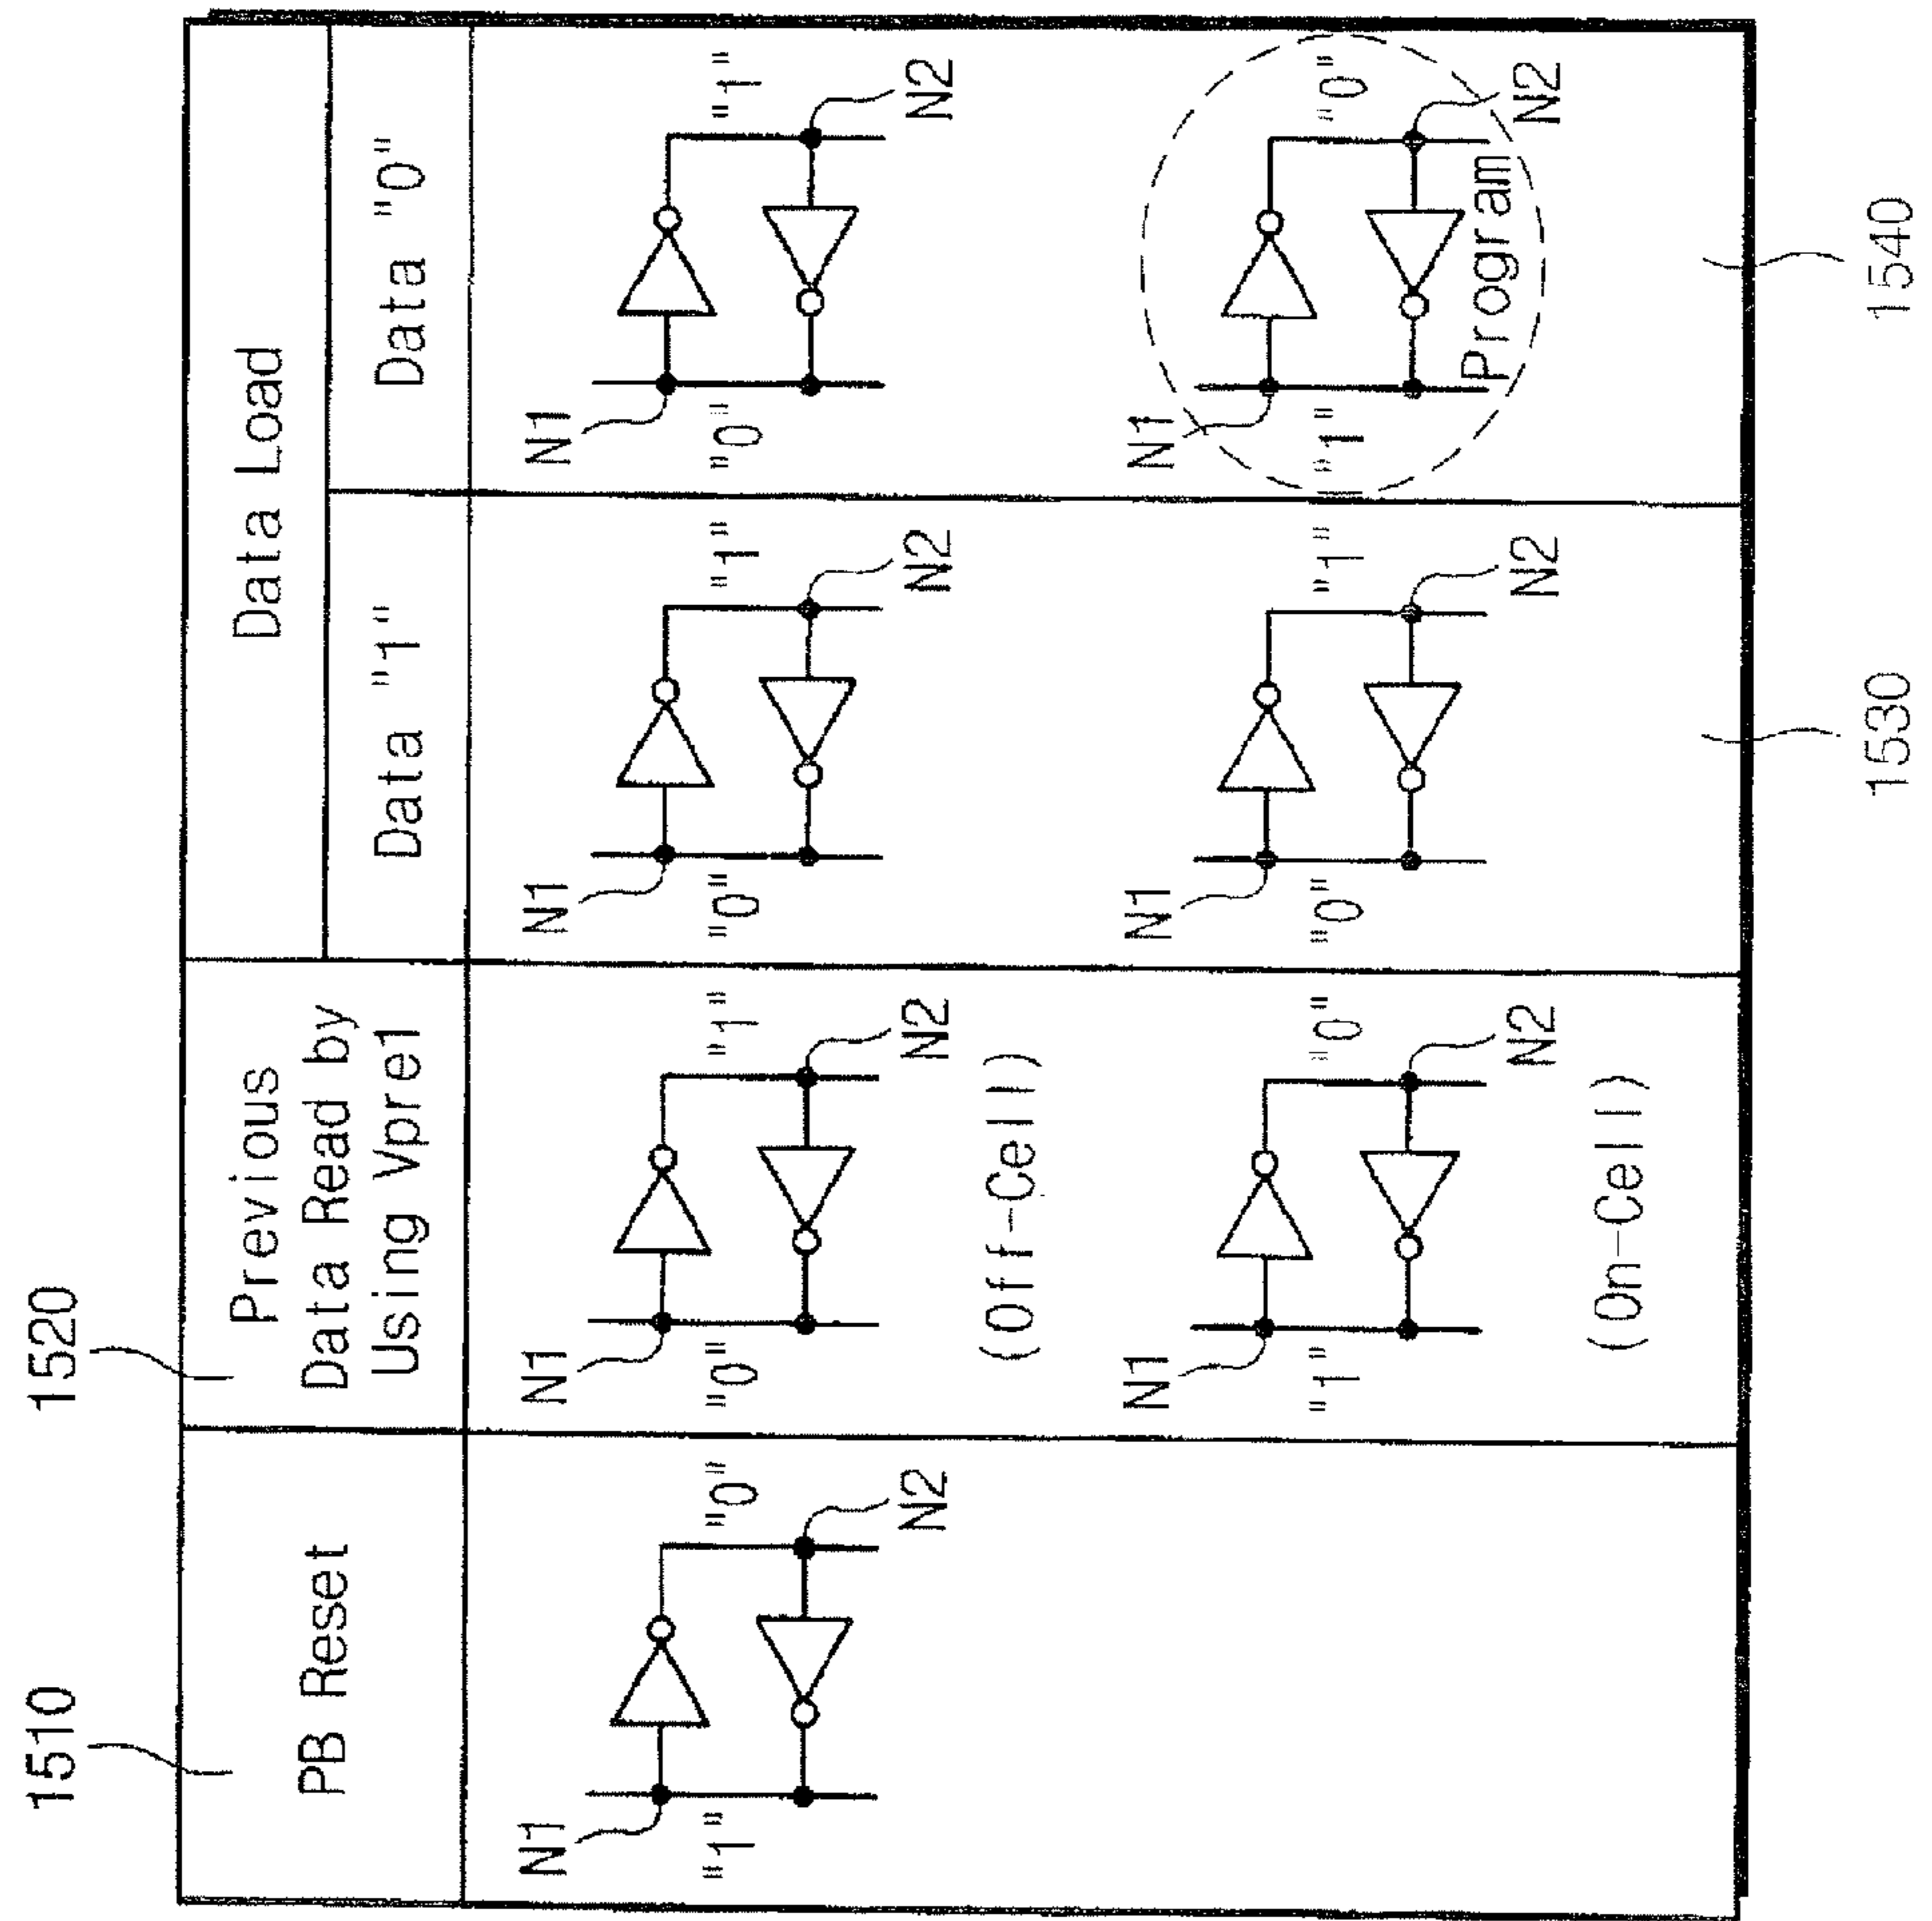 1510
1520
PB Reset
Previous
Data Read by
Using Vpre1
Data Load
Data "1"
Data "0"
N1
"1"
"0"
N2
N1
"0"
"1"
N2
(Off-Cell)
N1
"0"
"1"
N2
N1
"0"
"1"
N2
N1
"1"
"0"
N2
(On-Cell)
N1
"0"
"1"
N2
N1
"1"
"0"
Program
N2
1530
1540